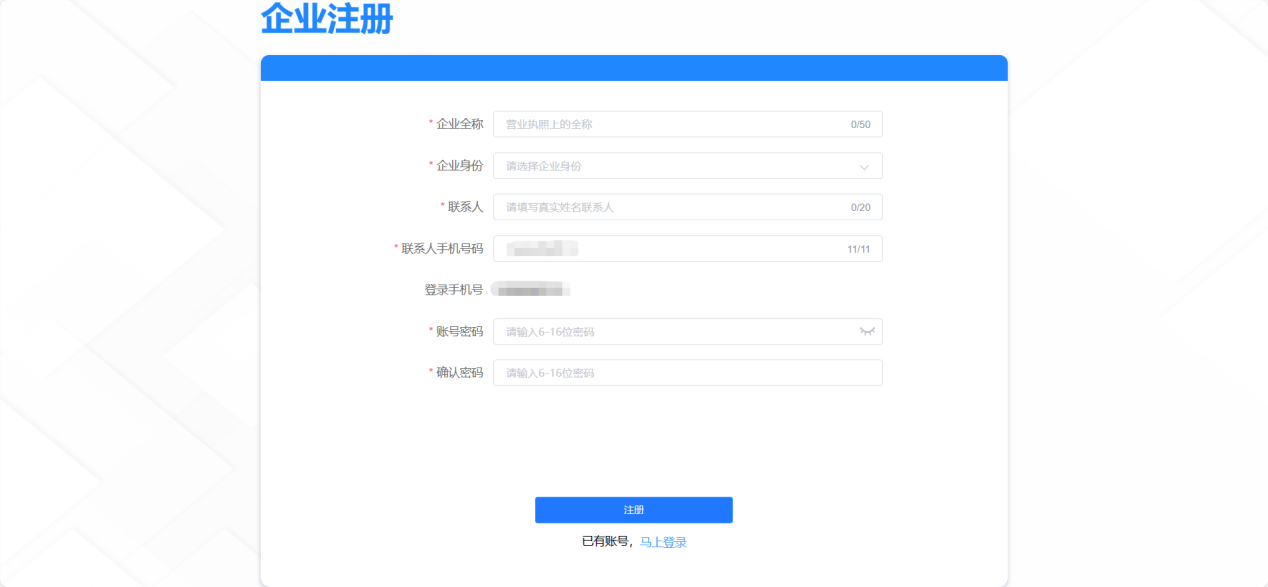 企业注册
* 企业全称 营业执照上的全称 0/50
* 企业身份 请选择企业身份
* 联系人 请填写真实姓名联系人 0/20
* 联系人手机号码 11/11
登录手机号
* 账号密码 请输入6-16位密码
* 确认密码 请输入6-16位密码
注册
已有账号，马上登录